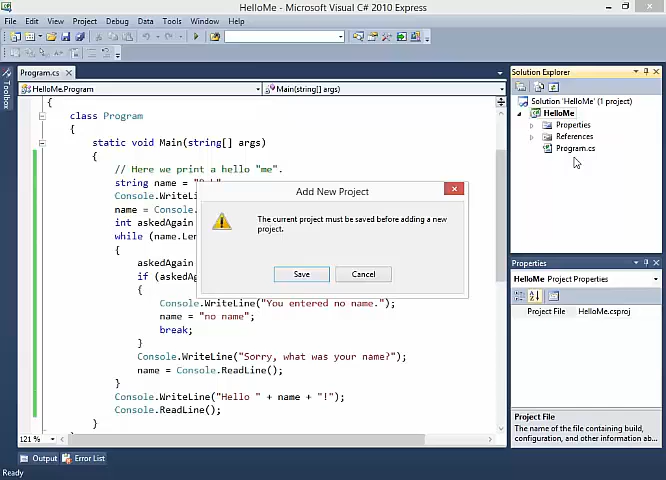 HelloMe - Microsoft Visual C# 2010 Express
File Edit View Project Debug Data Tools Window Help
Toolbox
Program.cs
HelloMe.Program
Main(string[] args)
{
class Program
{
static void Main(string[] args)
{
// Here we print a hello "me".
string name =
Console.WriteLi
name = Console.
int askedAgain
while (name.Len
{
askedAgain
if (askedAg
{
Console.WriteLine("You entered no name.");
name = "no name";
break;
}
Console.WriteLine("Sorry, what was your name?");
name = Console.ReadLine();
}
Console.WriteLine("Hello " + name + "!");
Console.ReadLine();
}
121 %
Add New Project
The current project must be saved before adding a new
project.
Save
Cancel
Solution Explorer
Solution 'HelloMe' (1 project)
HelloMe
Properties
References
Program.cs
Properties
HelloMe Project Properties
Project File HelloMe.csproj
Project File
The name of the file containing build,
configuration, and other information ab...
Output
Error List
Ready